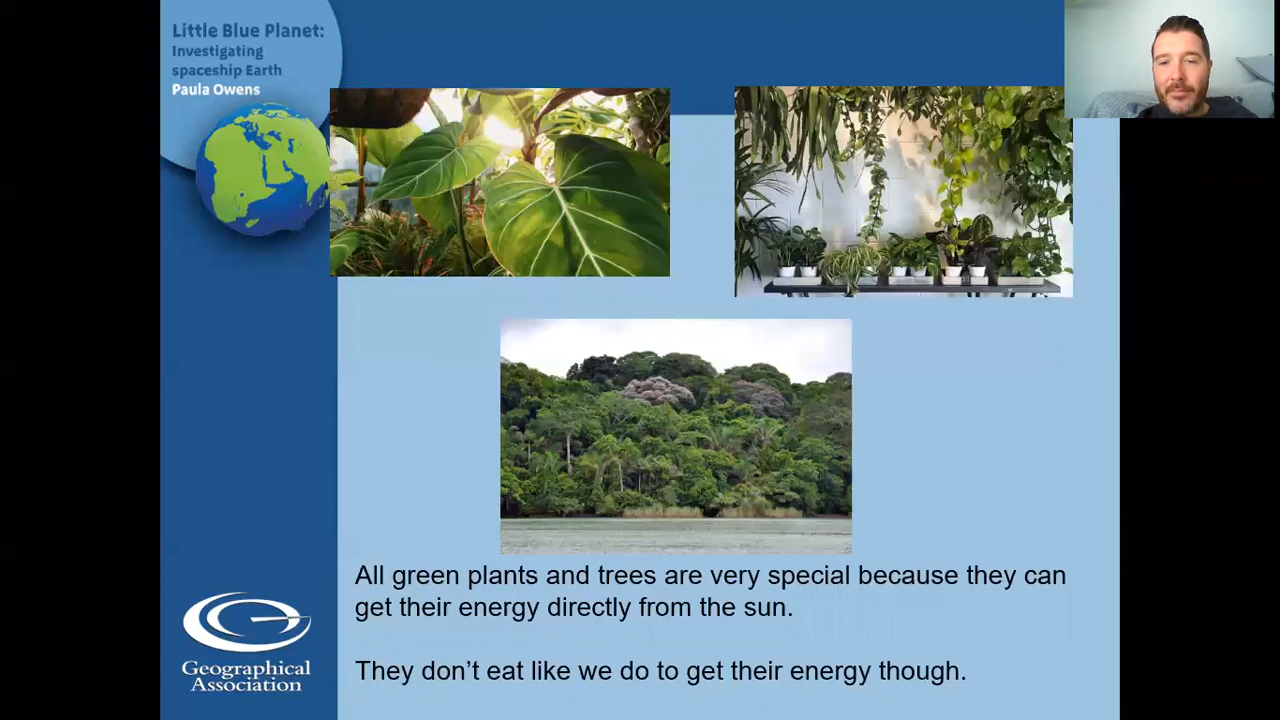 Little Blue Planet:
Investigating
spaceship Earth
Paula Owens
All green plants and trees are very special because they can
get their energy directly from the sun.
They don’t eat like we do to get their energy though.
Geographical
Association